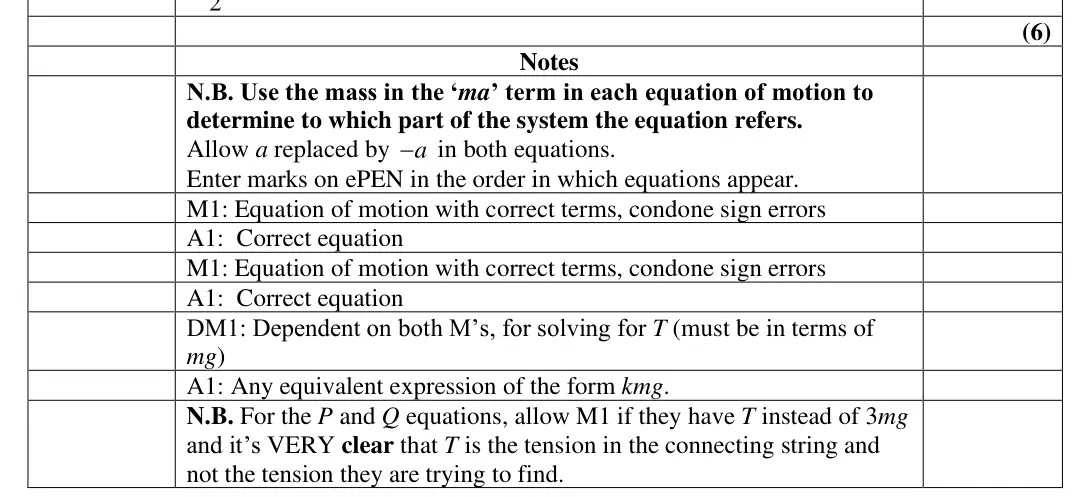 2
(6)
Notes
N.B. Use the mass in the ‘ma’ term in each equation of motion to
determine to which part of the system the equation refers.
Allow a replaced by −a in both equations.
Enter marks on ePEN in the order in which equations appear.
M1: Equation of motion with correct terms, condone sign errors
A1: Correct equation
M1: Equation of motion with correct terms, condone sign errors
A1: Correct equation
DM1: Dependent on both M’s, for solving for T (must be in terms of
mg)
A1: Any equivalent expression of the form kmg.
N.B. For the P and Q equations, allow M1 if they have T instead of 3mg
and it’s VERY clear that T is the tension in the connecting string and
not the tension they are trying to find.